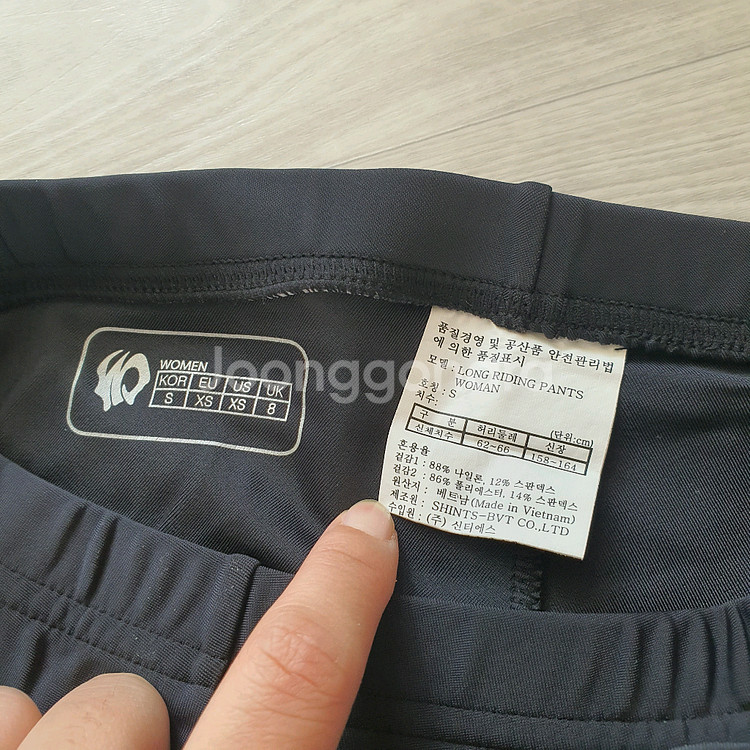 WOMEN
KOR EU US UK
S XS XS 8
joonggonara
품질경영 및 공산품 안전관리법
에 의한 품질표시
모델 : LONG RIDING PANTS
WOMAN
호칭 : S
치수:
(단위:cm)
구 분 허리둘레 신장
신체치수 62~66 158~164
혼용율
겉감1 : 88% 나일론, 12% 스판덱스
겉감2 : 86% 폴리에스터, 14% 스판덱스
원산지 : 베트남(Made in Vietnam)
제조원 : SHINTS-BVT CO.,LTD
수입원 : (주) 신티에스